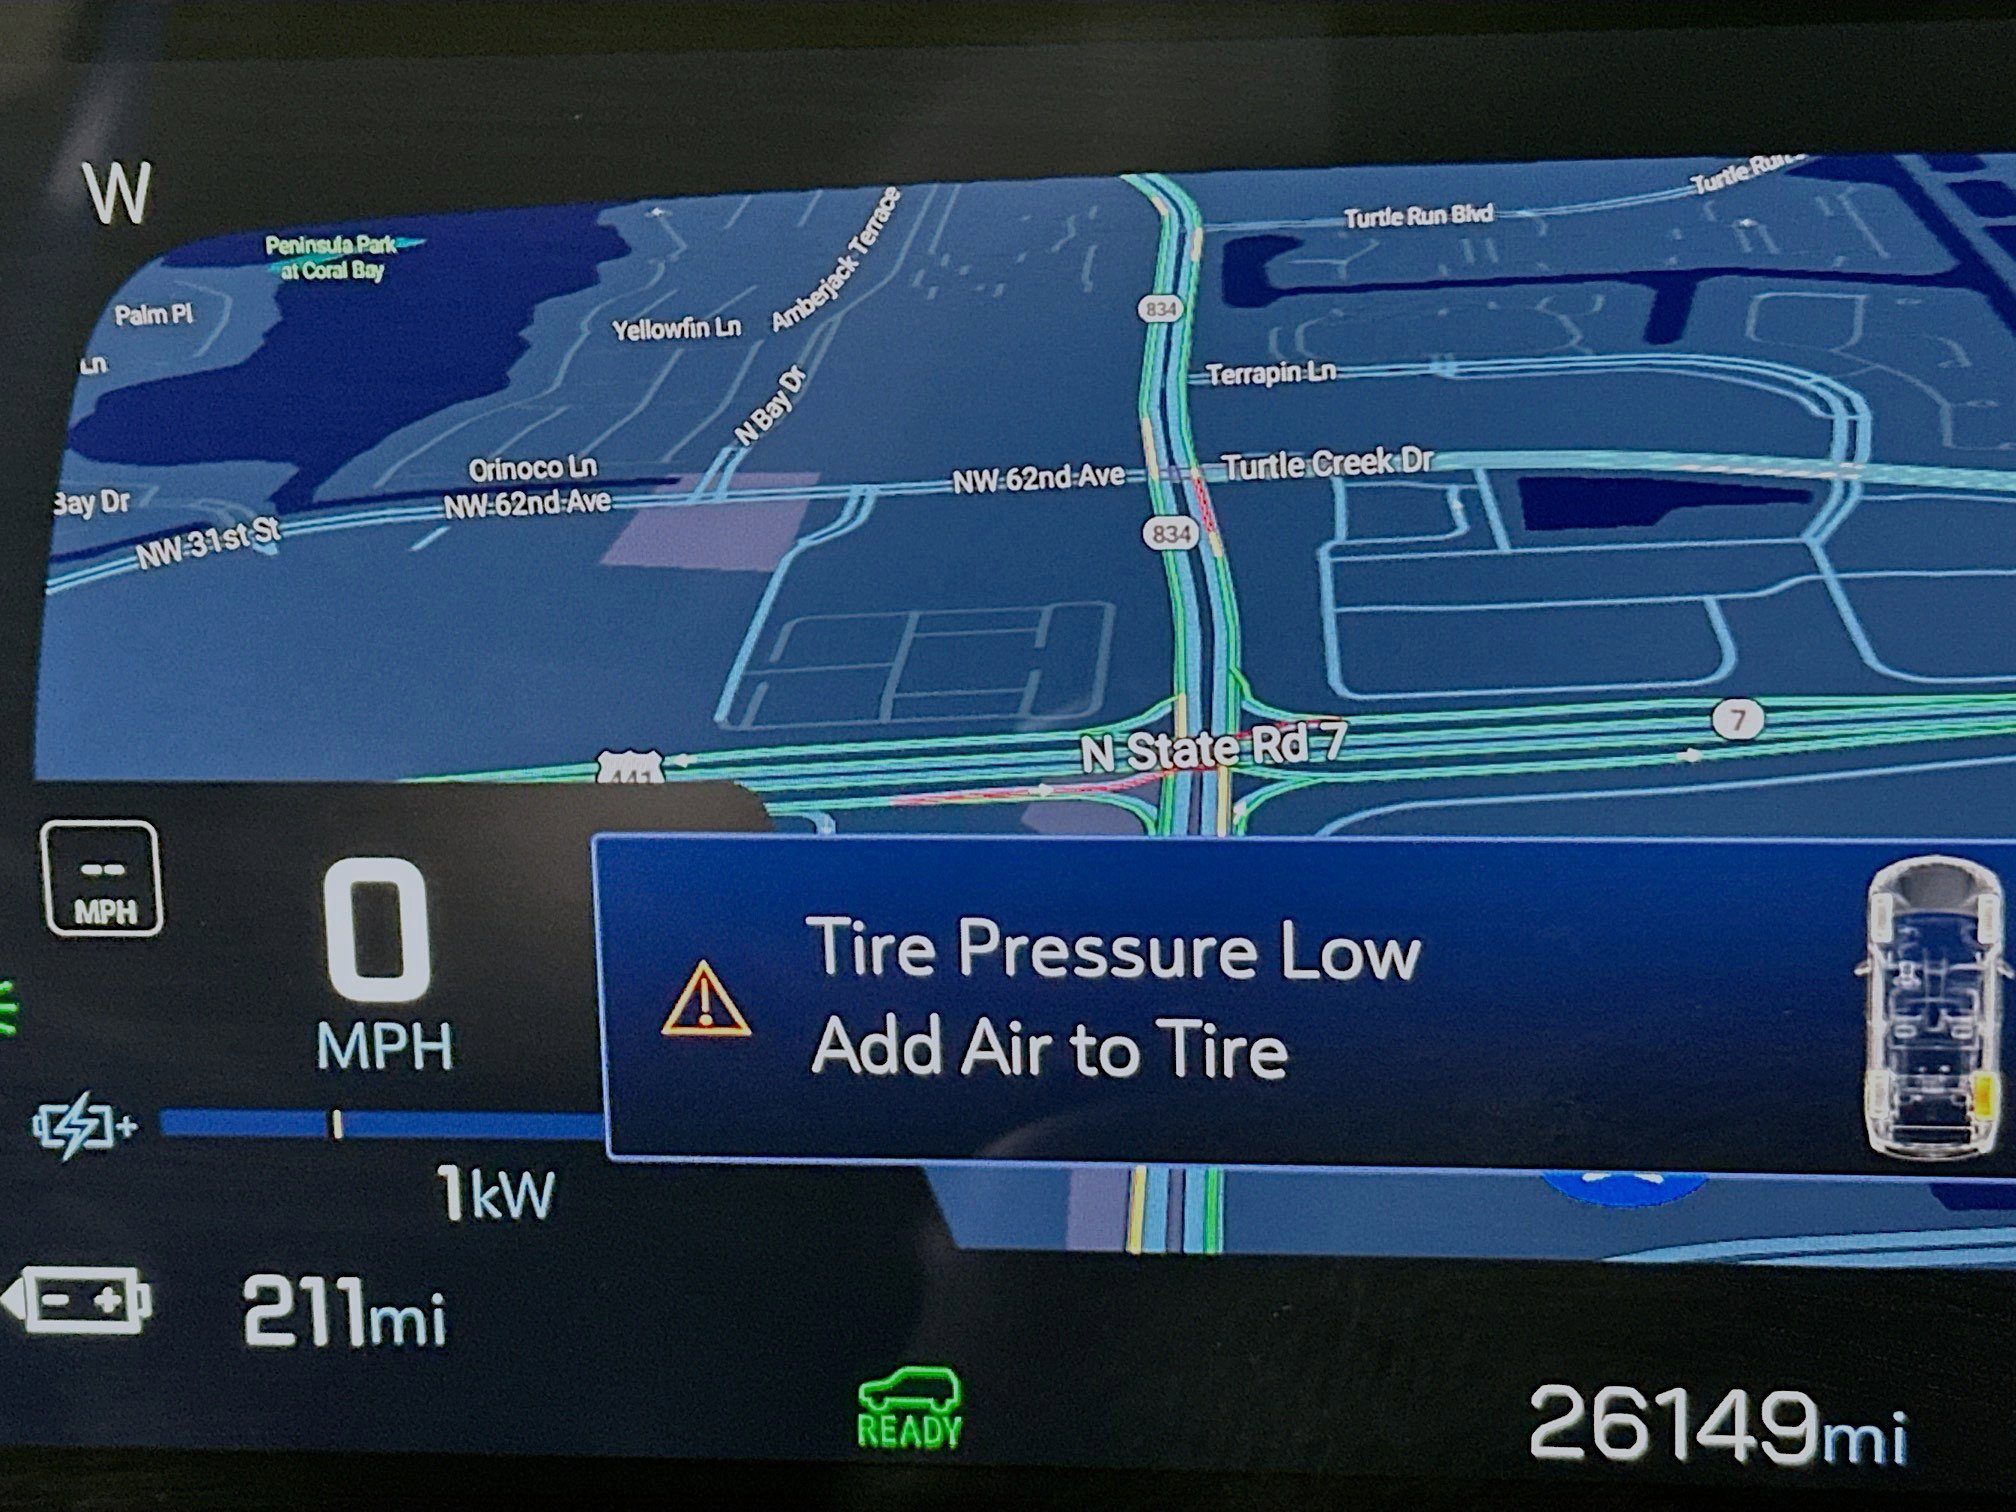 W
Turtle Run
Turtle Run Blvd
Amberjack Terrace
Peninsula Park
at Coral Bay
834
Palm Pl
Yellowfin Ln
Ln
Terrapin Ln
N Bay Dr
Orinoco Ln
NW 62nd Ave
Turtle Creek Dr
Bay Dr
NW 62nd Ave
NW 31st St
834
7
N State Rd 7
441
--
MPH
0
MPH
Tire Pressure Low
Add Air to Tire
+
1kW
- +
211mi
READY
26149mi